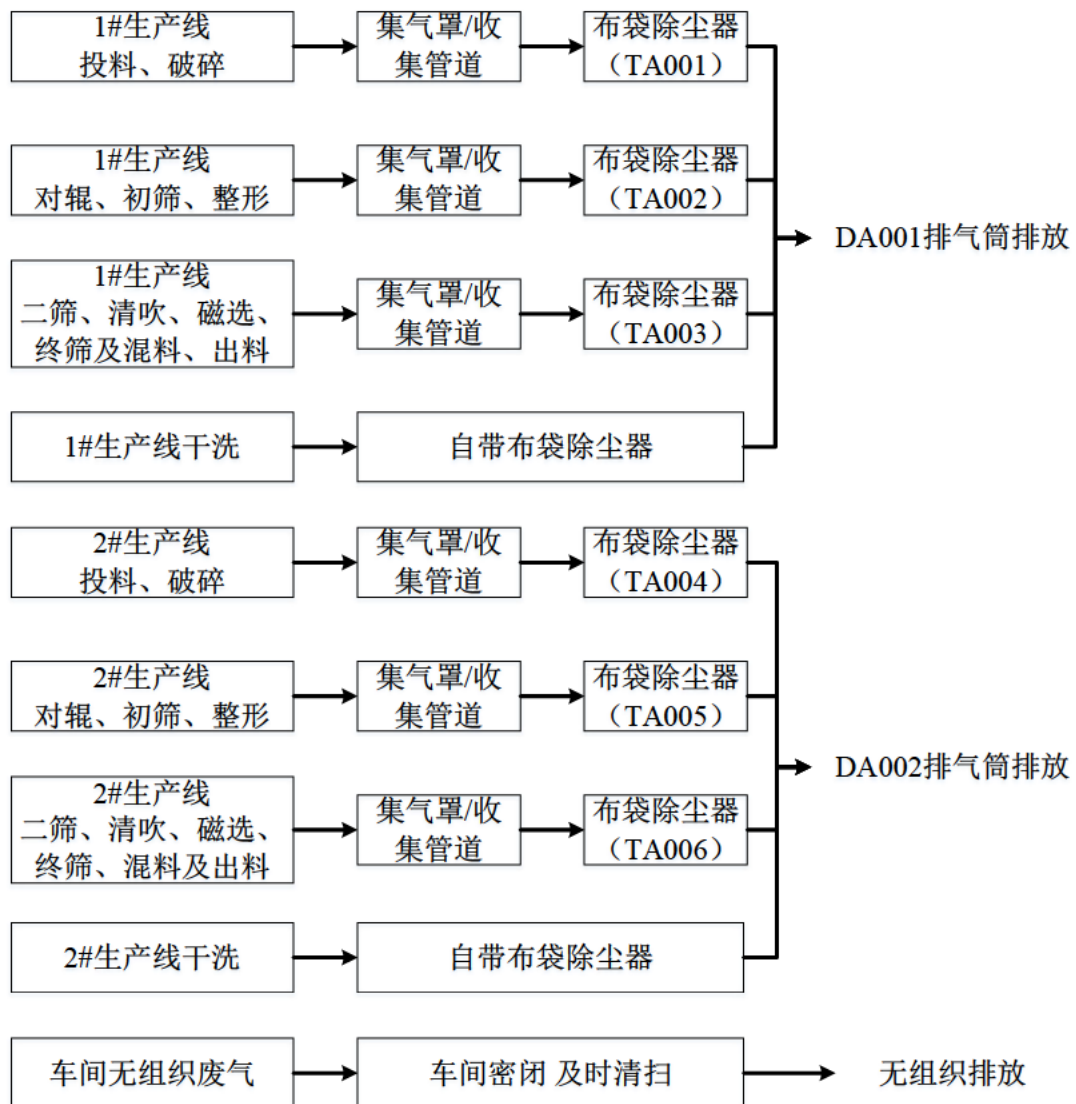 1#生产线
投料、破碎
集气罩/收
集管道
布袋除尘器
（TA001）
1#生产线
对辊、初筛、整形
集气罩/收
集管道
布袋除尘器
（TA002）
DA001排气筒排放
1#生产线
二筛、清吹、磁选、
终筛及混料、出料
集气罩/收
集管道
布袋除尘器
（TA003）
1#生产线干洗
自带布袋除尘器
2#生产线
投料、破碎
集气罩/收
集管道
布袋除尘器
（TA004）
2#生产线
对辊、初筛、整形
集气罩/收
集管道
布袋除尘器
（TA005）
DA002排气筒排放
2#生产线
二筛、清吹、磁选、
终筛、混料及出料
集气罩/收
集管道
布袋除尘器
（TA006）
2#生产线干洗
自带布袋除尘器
车间无组织废气
车间密闭 及时清扫
无组织排放